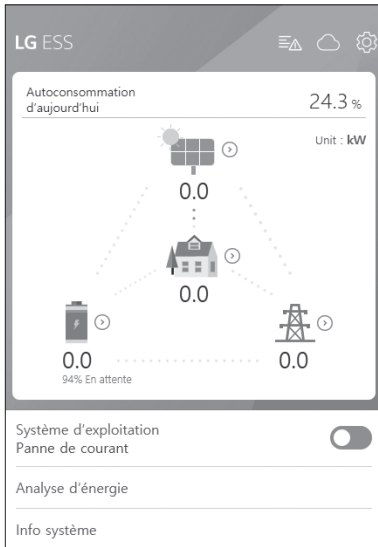 LG ESS
Autoconsommation
d'aujourd'hui
24.3 %
Unit : kW
0.0
0.0
0.0
94% En attente
0.0
Système d'exploitation
Panne de courant
Analyse d'énergie
Info système